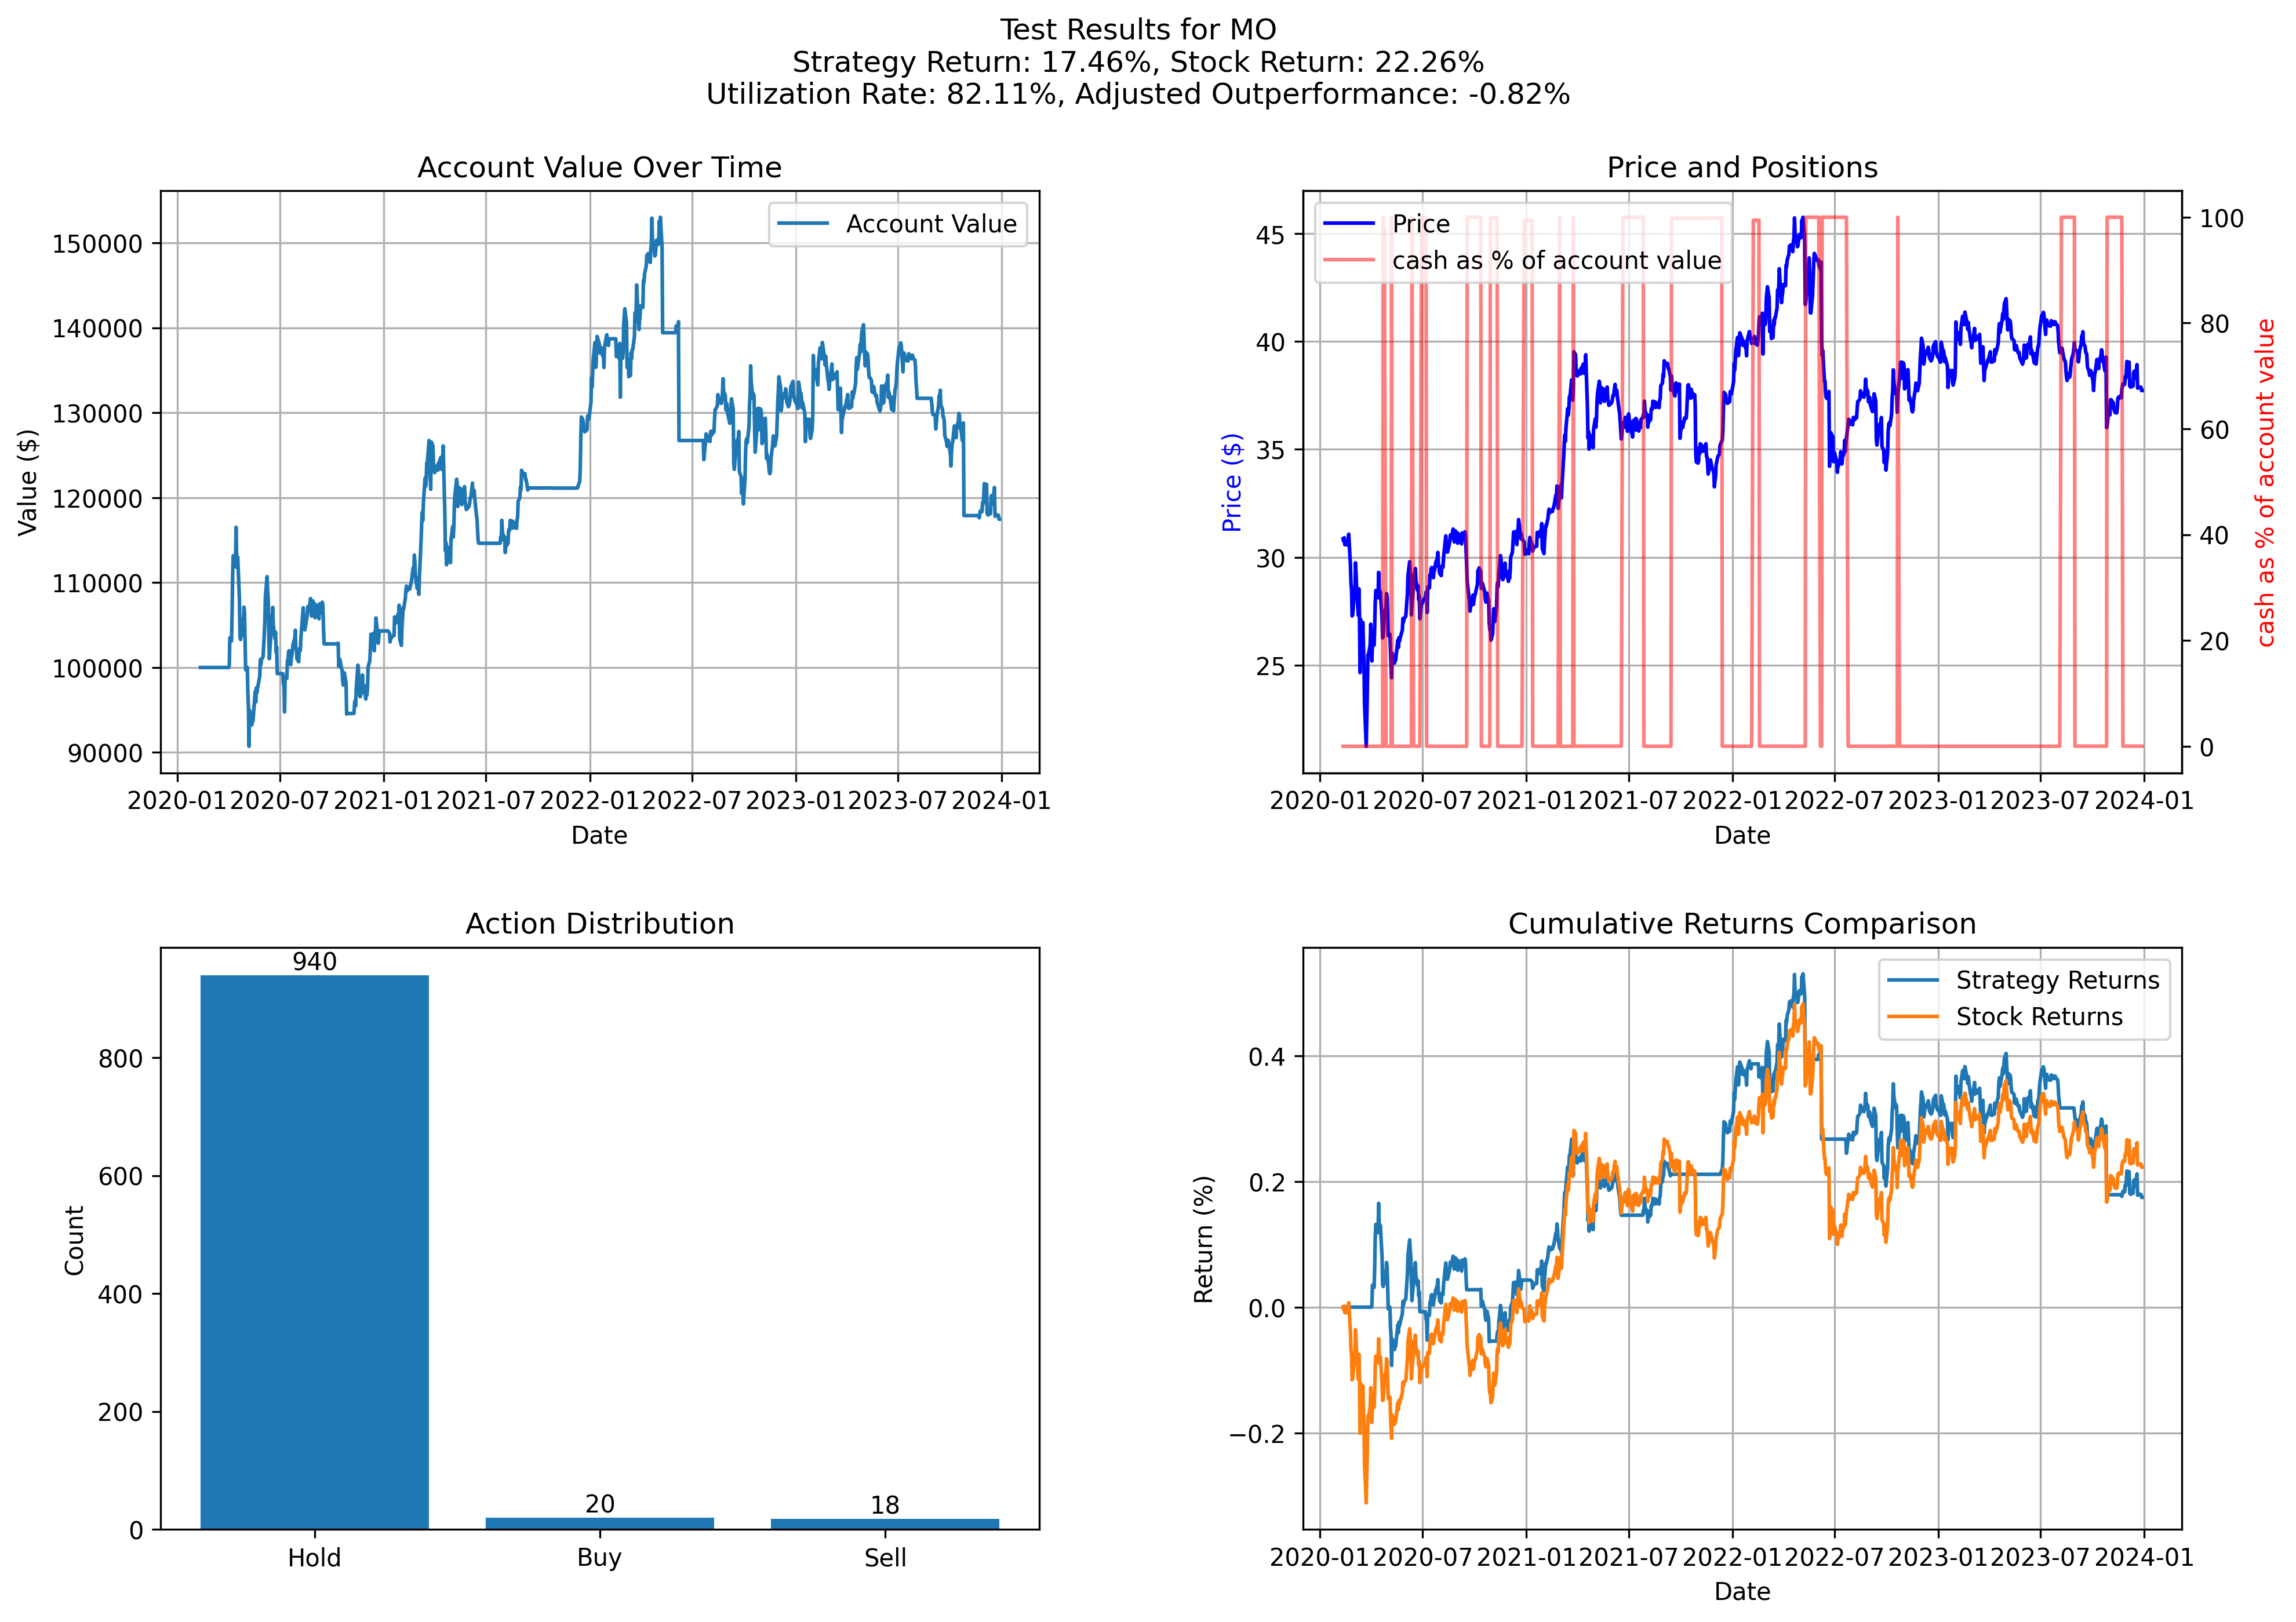 Test Results for MO
Strategy Return: 17.46%, Stock Return: 22.26%
Utilization Rate: 82.11%, Adjusted Outperformance: -0.82%
Account Value Over Time
Account Value
150000
140000
130000
120000
110000
100000
90000
Value ($)
2020-01 2020-07 2021-01 2021-07 2022-01 2022-07 2023-01 2023-07 2024-01
Date
Price and Positions
Price
cash as % of account value
45
40
35
30
25
Price ($)
100
80
60
40
20
0
cash as % of account value
2020-01 2020-07 2021-01 2021-07 2022-01 2022-07 2023-01 2023-07 2024-01
Date
Action Distribution
940
20
18
800
600
400
200
0
Count
Hold Buy Sell
Cumulative Returns Comparison
Strategy Returns
Stock Returns
0.4
0.2
0.0
−0.2
Return (%)
2020-01 2020-07 2021-01 2021-07 2022-01 2022-07 2023-01 2023-07 2024-01
Date